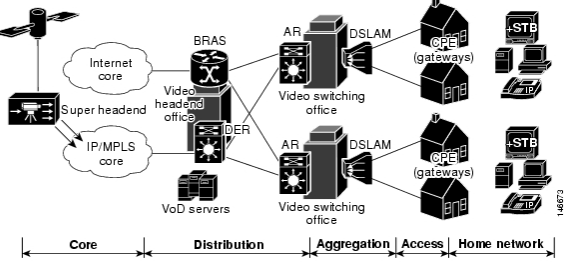 BRAS
AR
DSLAM
+STB
CPE
(gateways)
IP
Internet
core
Video
headend
office
Video switching
office
Super headend
DER
IP/MPLS
core
AR
DSLAM
+STB
CPE
(gateways)
IP
VoD servers
Video switching
office
146673
Core
Distribution
Aggregation
Access
Home network